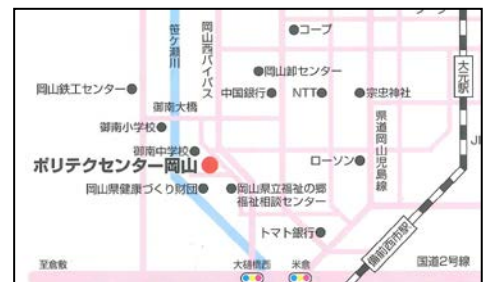 コープ
笹ケ瀬川
岡山西バイパス
岡山卸センター
大元駅
岡山鉄工センター
中国銀行
NTT
宗忠神社
御南大橋
御南小学校
県道岡山児島線
御南中学校
ポリテクセンター岡山
ローソン
岡山県健康づくり財団
岡山県立福祉の郷
福祉相談センター
トマト銀行
備前西市駅
至倉敷
大樋橋西
米倉
国道2号線